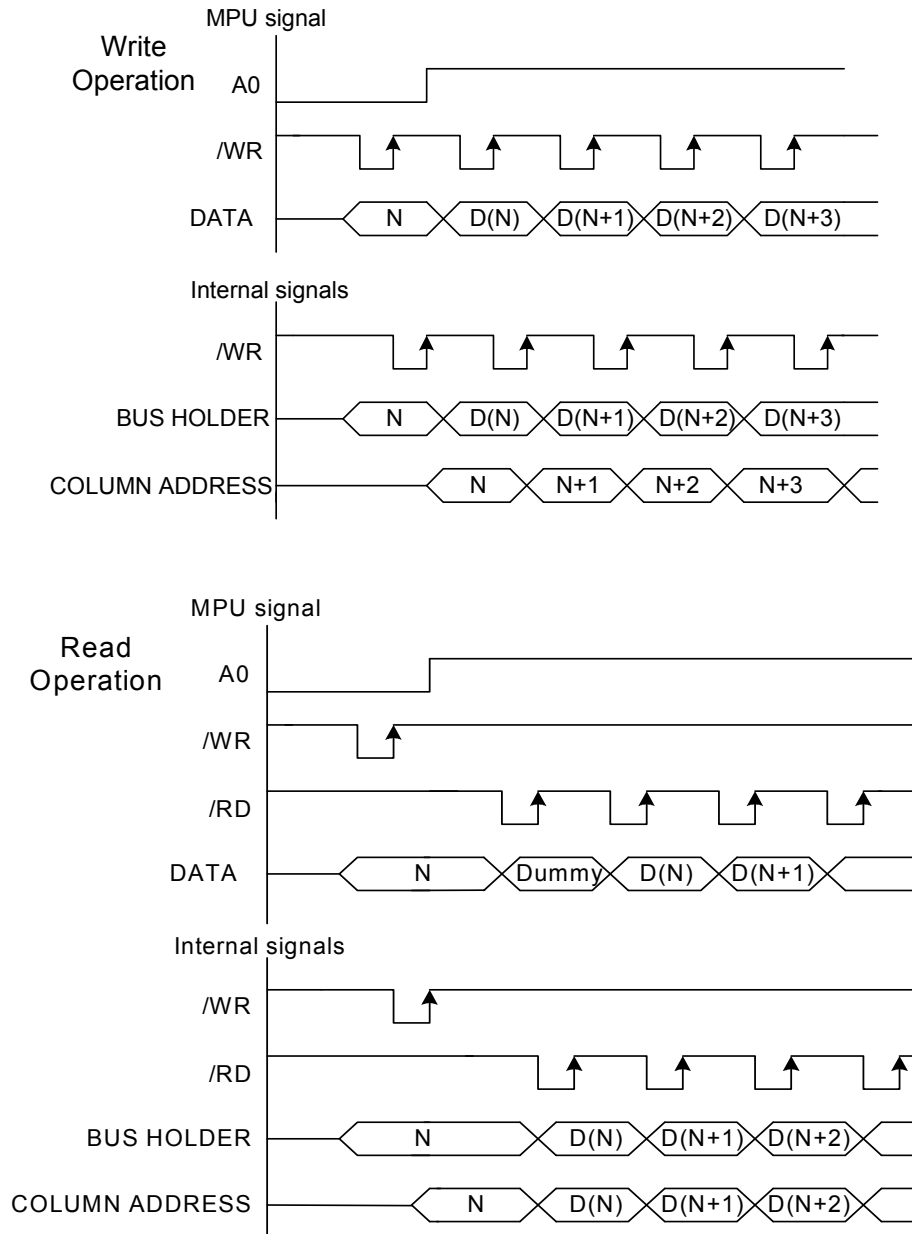 MPU signal
Write
Operation
A0
/WR
DATA N D(N) D(N+1) D(N+2) D(N+3)
Internal signals
/WR
BUS HOLDER N D(N) D(N+1) D(N+2) D(N+3)
COLUMN ADDRESS N N+1 N+2 N+3
MPU signal
Read
Operation
A0
/WR
/RD
DATA N Dummy D(N) D(N+1)
Internal signals
/WR
/RD
BUS HOLDER N D(N) D(N+1) D(N+2)
COLUMN ADDRESS N D(N) D(N+1) D(N+2)